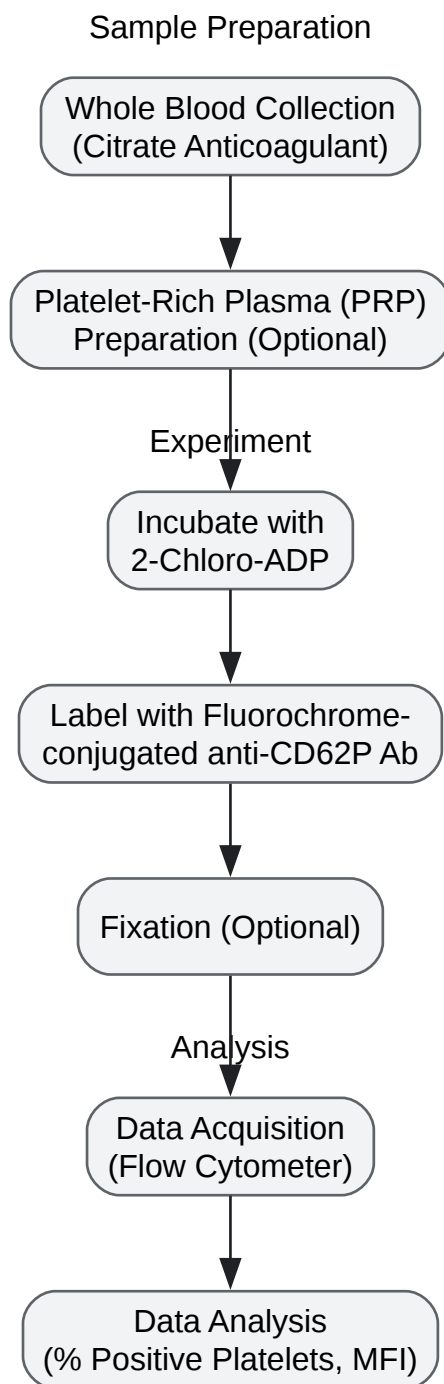 Sample Preparation
Whole Blood Collection
(Citrate Anticoagulant)
Platelet-Rich Plasma (PRP)
Preparation (Optional)
Experiment
Incubate with
2-Chloro-ADP
Label with Fluorochrome-
conjugated anti-CD62P Ab
Fixation (Optional)
Analysis
Data Acquisition
(Flow Cytometer)
Data Analysis
(% Positive Platelets, MFI)